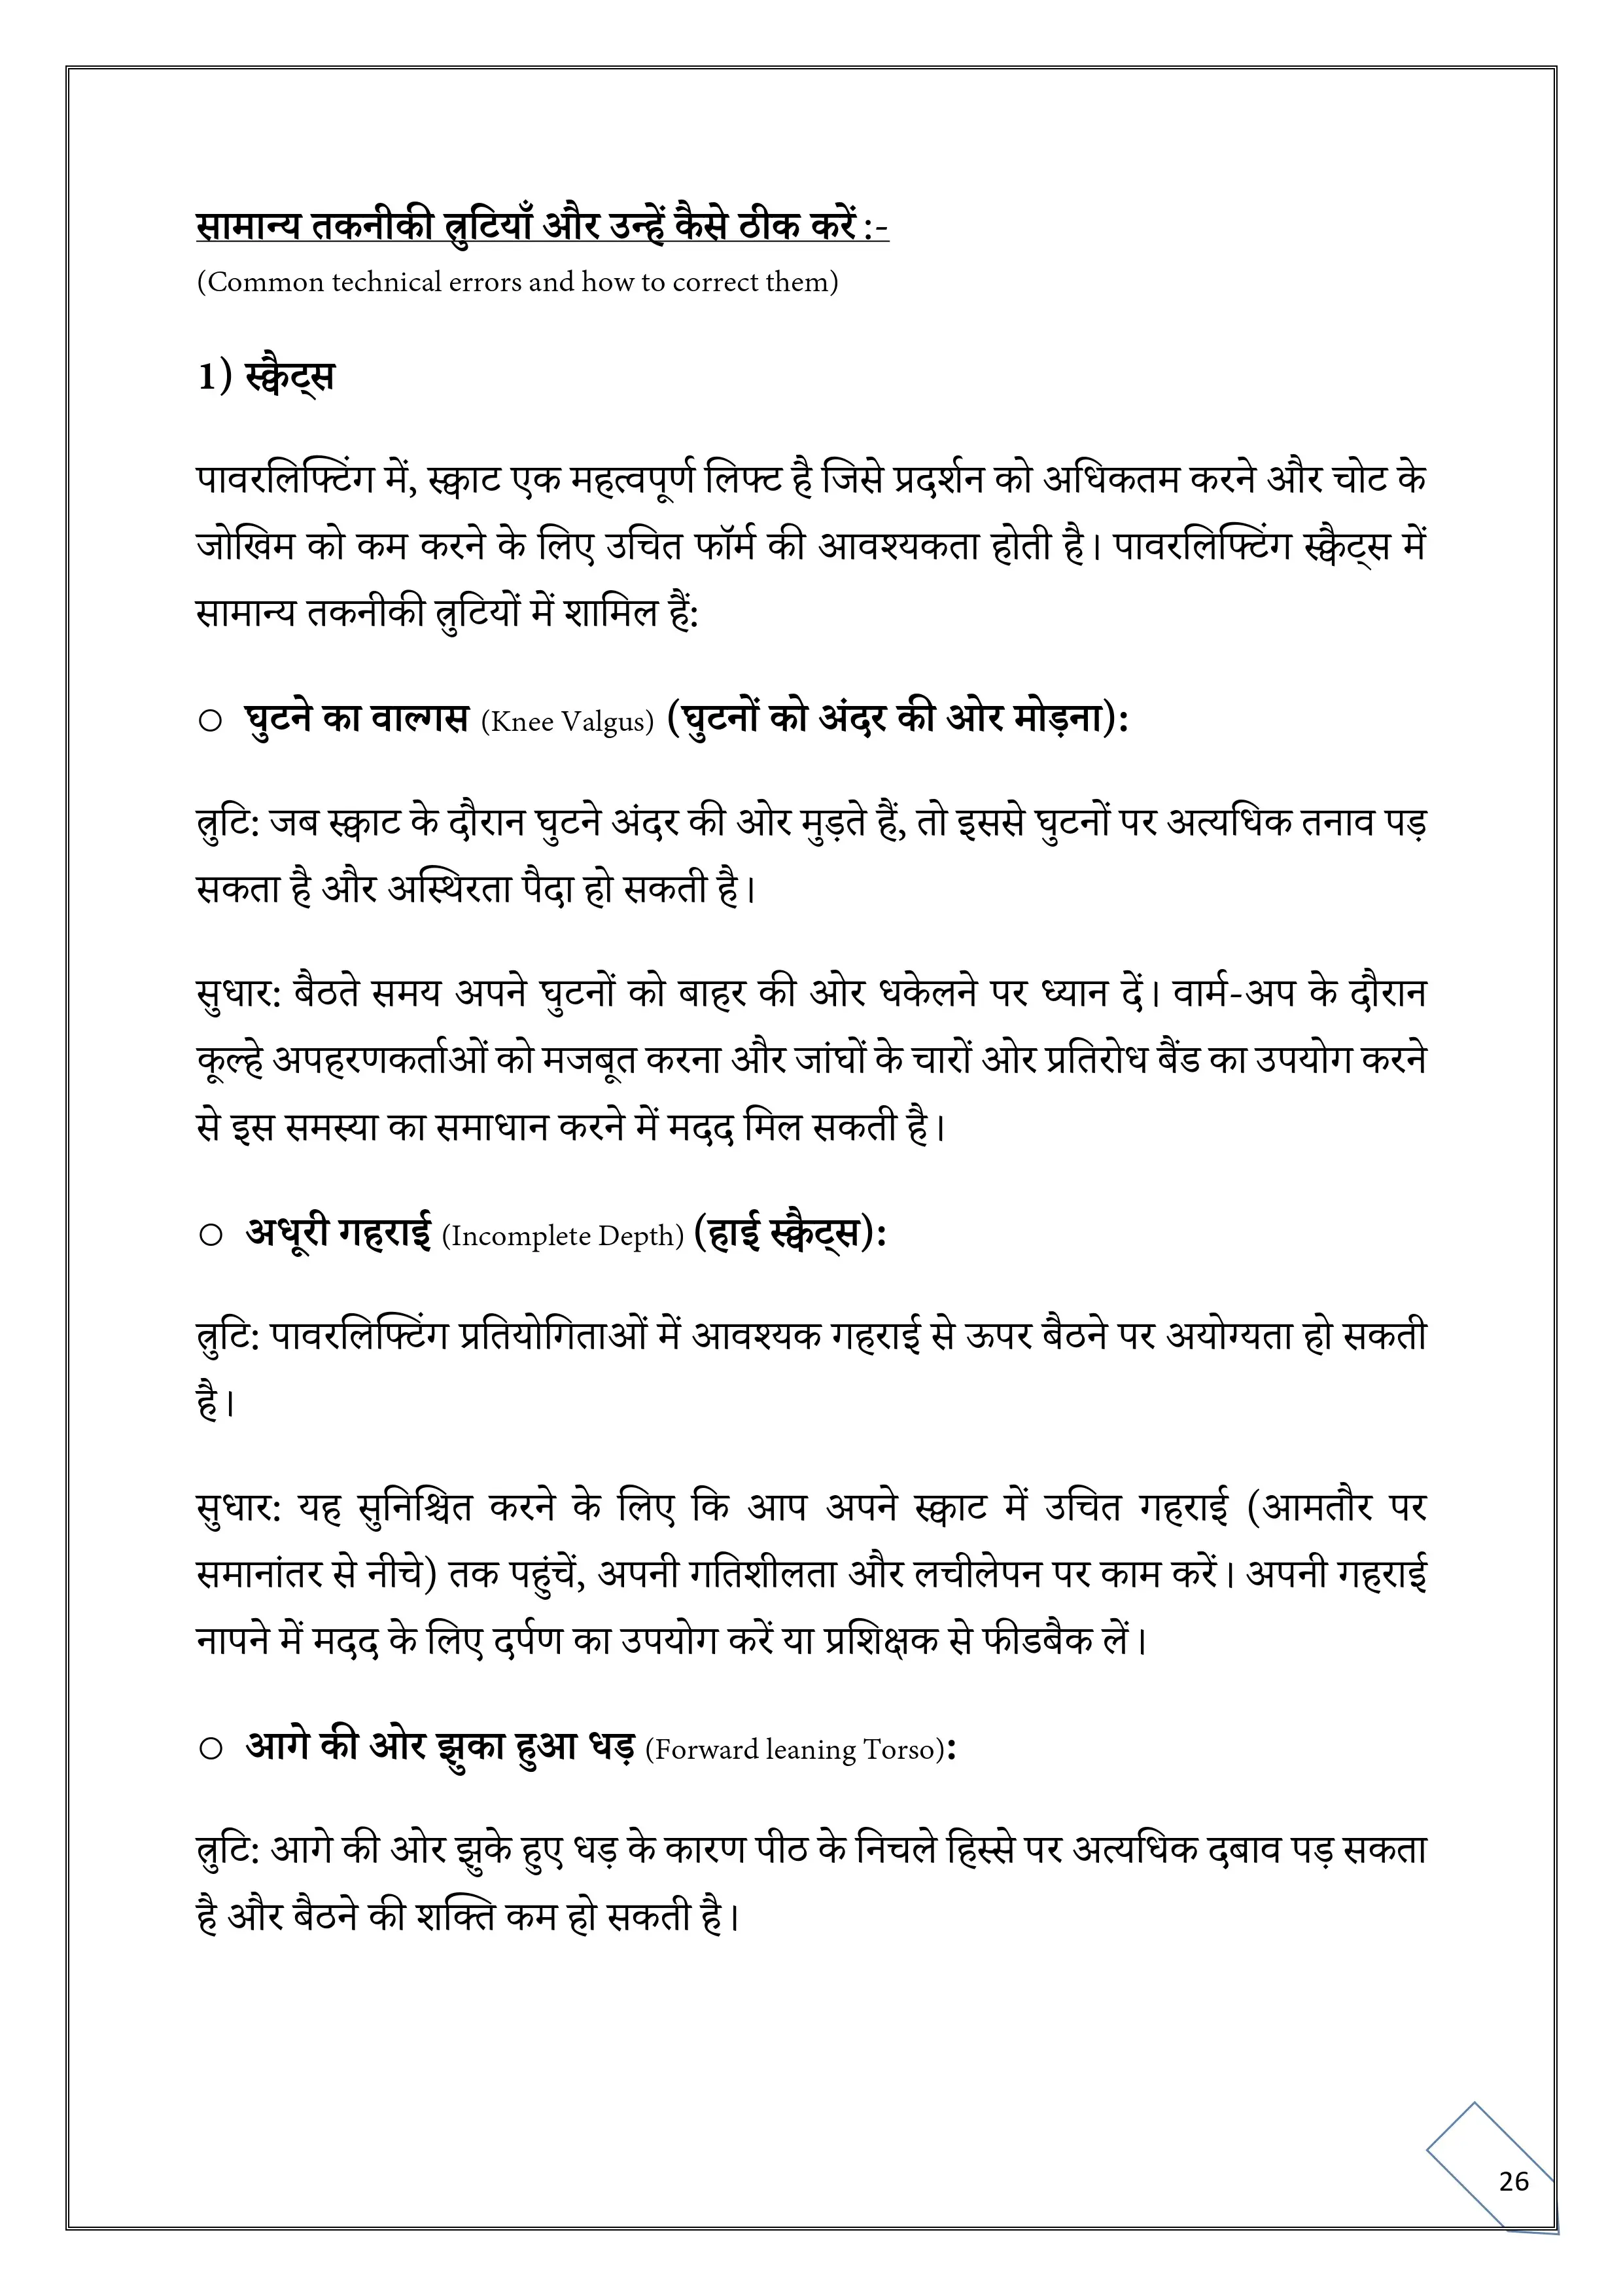 सामान्य तकनीकी त्रुटियाँ और उन्हें कैसे ठीक करें :-
(Common technical errors and how to correct them)
1) स्क्वैट्स
पावरलिफ्टिंग में, स्क्वाट एक महत्वपूर्ण लिफ्ट है जिसे प्रदर्शन को अधिकतम करने और चोट के
जोखिम को कम करने के लिए उचित फॉर्म की आवश्यकता होती है। पावरलिफ्टिंग स्क्वैट्स में
सामान्य तकनीकी त्रुटियों में शामिल हैं:
○ घुटने का वाल्गस (Knee Valgus) (घुटनों को अंदर की ओर मोड़ना):
त्रुटि: जब स्क्वाट के दौरान घुटने अंदर की ओर मुड़ते हैं, तो इससे घुटनों पर अत्यधिक तनाव पड़
सकता है और अस्थिरता पैदा हो सकती है।
सुधार: बैठते समय अपने घुटनों को बाहर की ओर धकेलने पर ध्यान दें। वार्म-अप के दौरान
कूल्हे अपहरणकर्ताओं को मजबूत करना और जांघों के चारों ओर प्रतिरोध बैंड का उपयोग करने
से इस समस्या का समाधान करने में मदद मिल सकती है।
○ अधूरी गहराई (Incomplete Depth) (हाई स्क्वैट्स):
त्रुटि: पावरलिफ्टिंग प्रतियोगिताओं में आवश्यक गहराई से ऊपर बैठने पर अयोग्यता हो सकती
है।
सुधार: यह सुनिश्चित करने के लिए कि आप अपने स्क्वाट में उचित गहराई (आमतौर पर
समानांतर से नीचे) तक पहुंचें, अपनी गतिशीलता और लचीलेपन पर काम करें। अपनी गहराई
नापने में मदद के लिए दर्पण का उपयोग करें या प्रशिक्षक से फीडबैक लें।
○ आगे की ओर झुका हुआ धड़ (Forward leaning Torso):
त्रुटि: आगे की ओर झुके हुए धड़ के कारण पीठ के निचले हिस्से पर अत्यधिक दबाव पड़ सकता
है और बैठने की शक्ति कम हो सकती है।
26